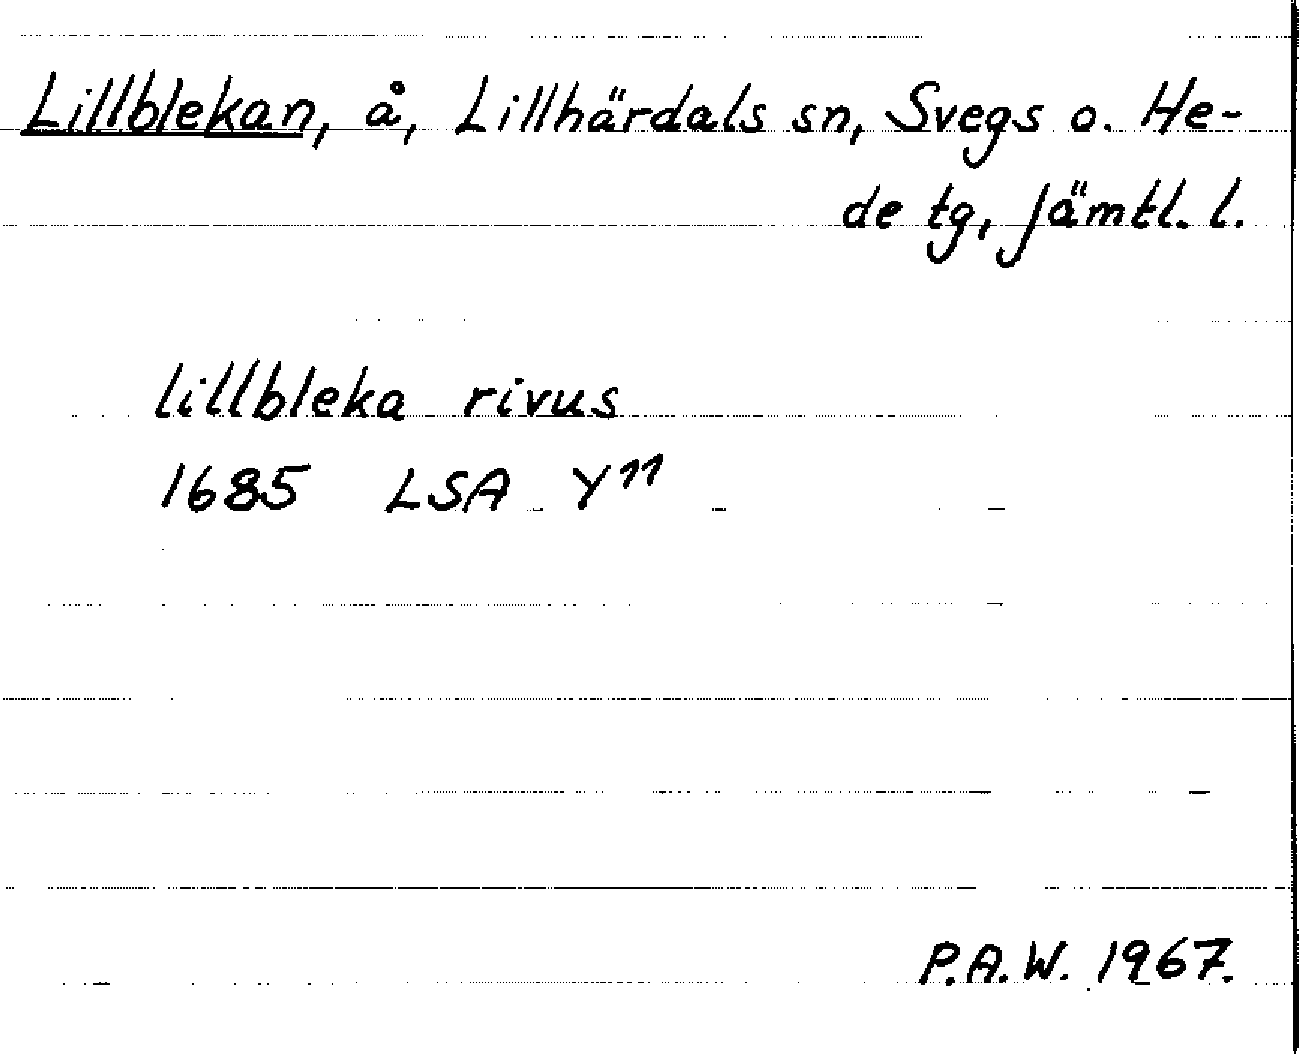 Lillblekan, å, Lillhärdals sn, Svegs o. He-
de tg, Jämtl. l.
lillbleka rivus
1685 LSA Y¹¹
P.A.W. 1967.